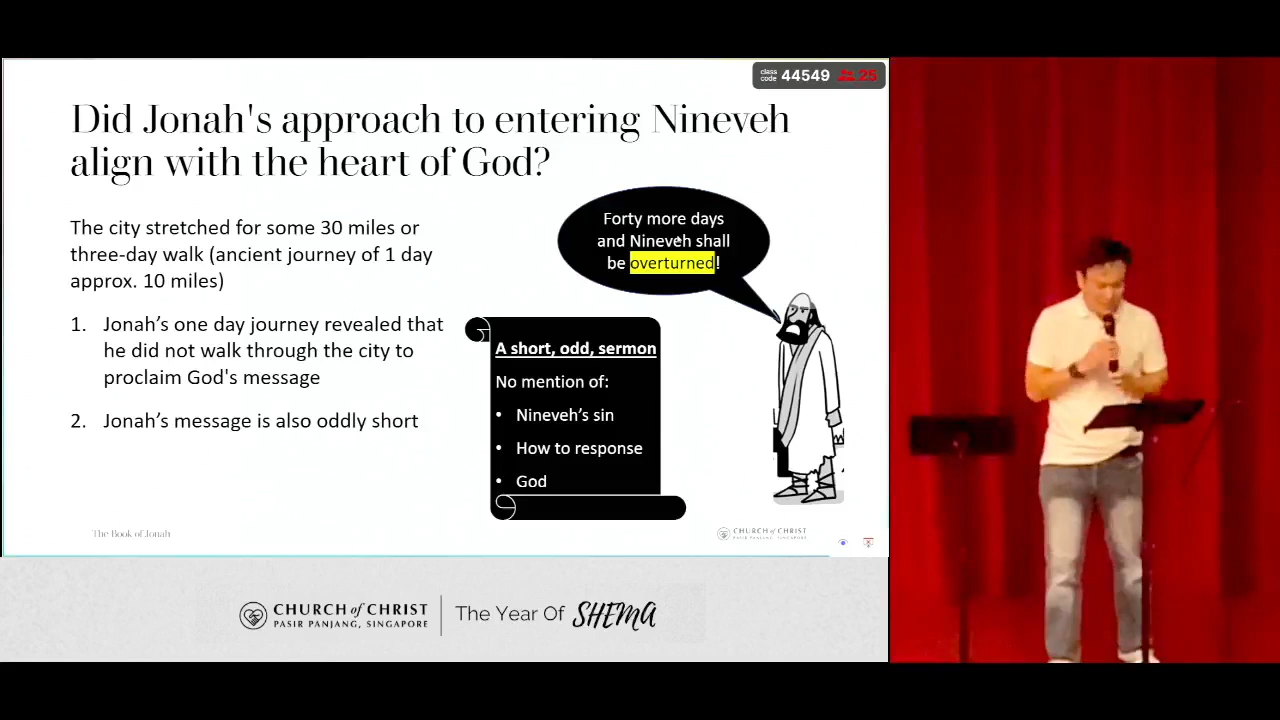 class
code 44549 25
Did Jonah's approach to entering Nineveh
align with the heart of God?
The city stretched for some 30 miles or
three-day walk (ancient journey of 1 day
approx. 10 miles)
1. Jonah’s one day journey revealed that
he did not walk through the city to
proclaim God's message
2. Jonah’s message is also oddly short
Forty more days
and Nineveh shall
be overturned!
A short, odd, sermon
No mention of:
• Nineveh’s sin
• How to response
• God
The Book of Jonah
CHURCH of CHRIST
PASIR PANJANG, SINGAPORE
CHURCH of CHRIST
PASIR PANJANG, SINGAPORE
The Year Of SHEMA